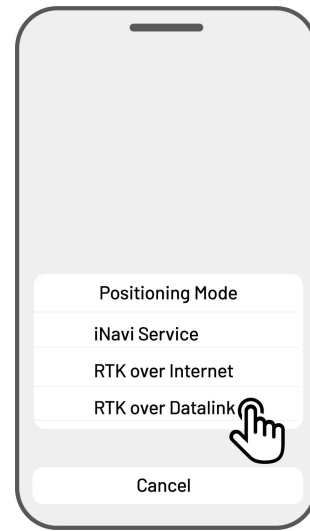 Positioning Mode
iNavi Service
RTK over Internet
RTK over Datalink
Cancel